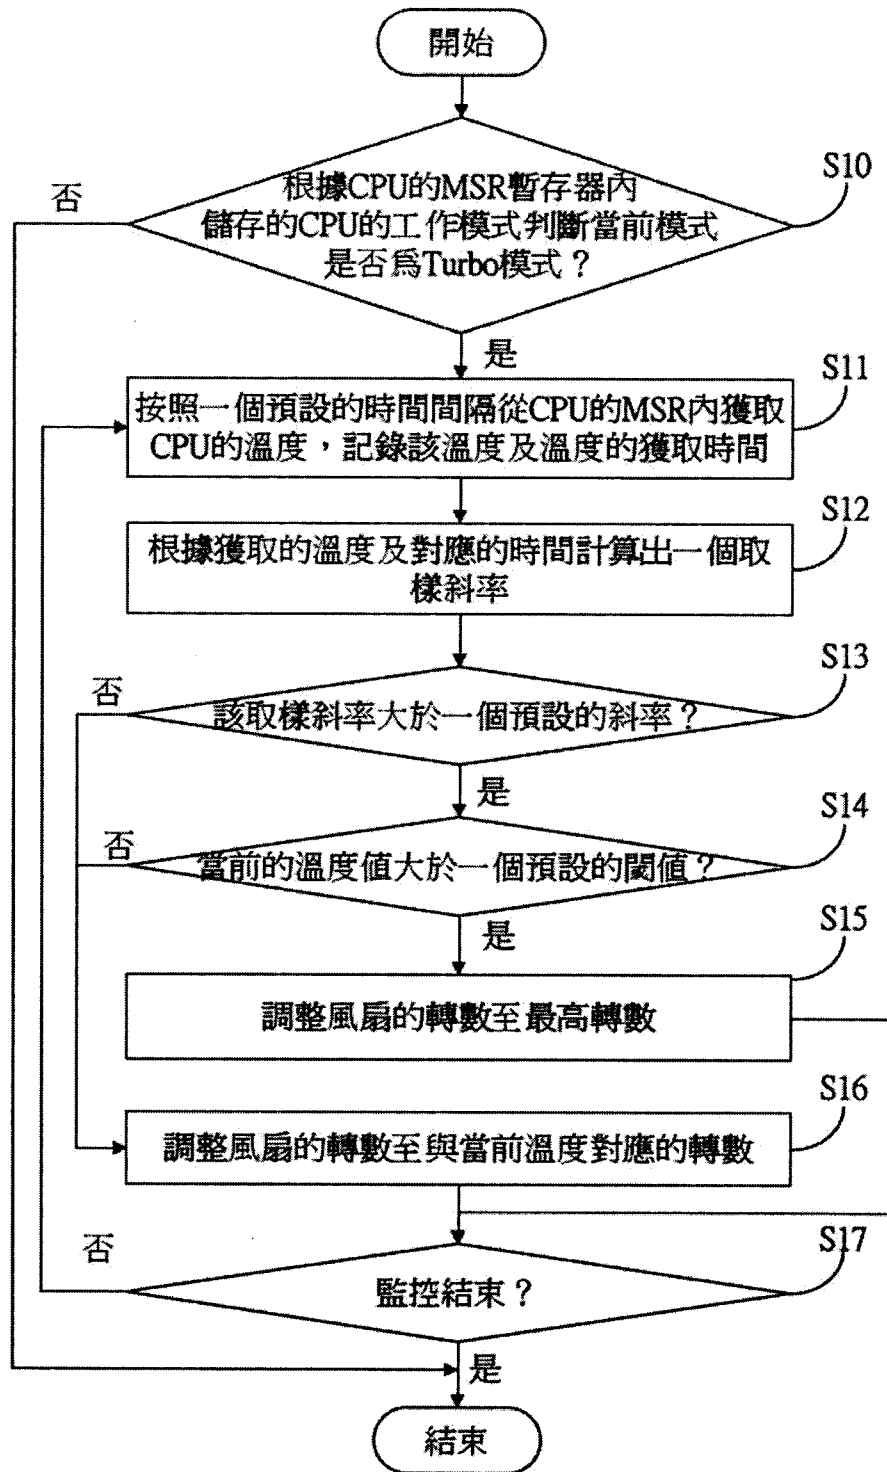 開始
S10
否
根據CPU的MSR暫存器內
儲存的CPU的工作模式判斷當前模式
是否爲Turbo模式？
是
S11
按照一個預設的時間間隔從CPU的MSR內獲取
CPU的溫度，記錄該溫度及溫度的獲取時間
S12
根據獲取的溫度及對應的時間計算出一個取
樣斜率
S13
否
該取樣斜率大於一個預設的斜率？
是
S14
否
當前的溫度值大於一個預設的閾值？
是
S15
調整風扇的轉數至最高轉數
S16
調整風扇的轉數至與當前溫度對應的轉數
S17
否
監控結束？
是
結束